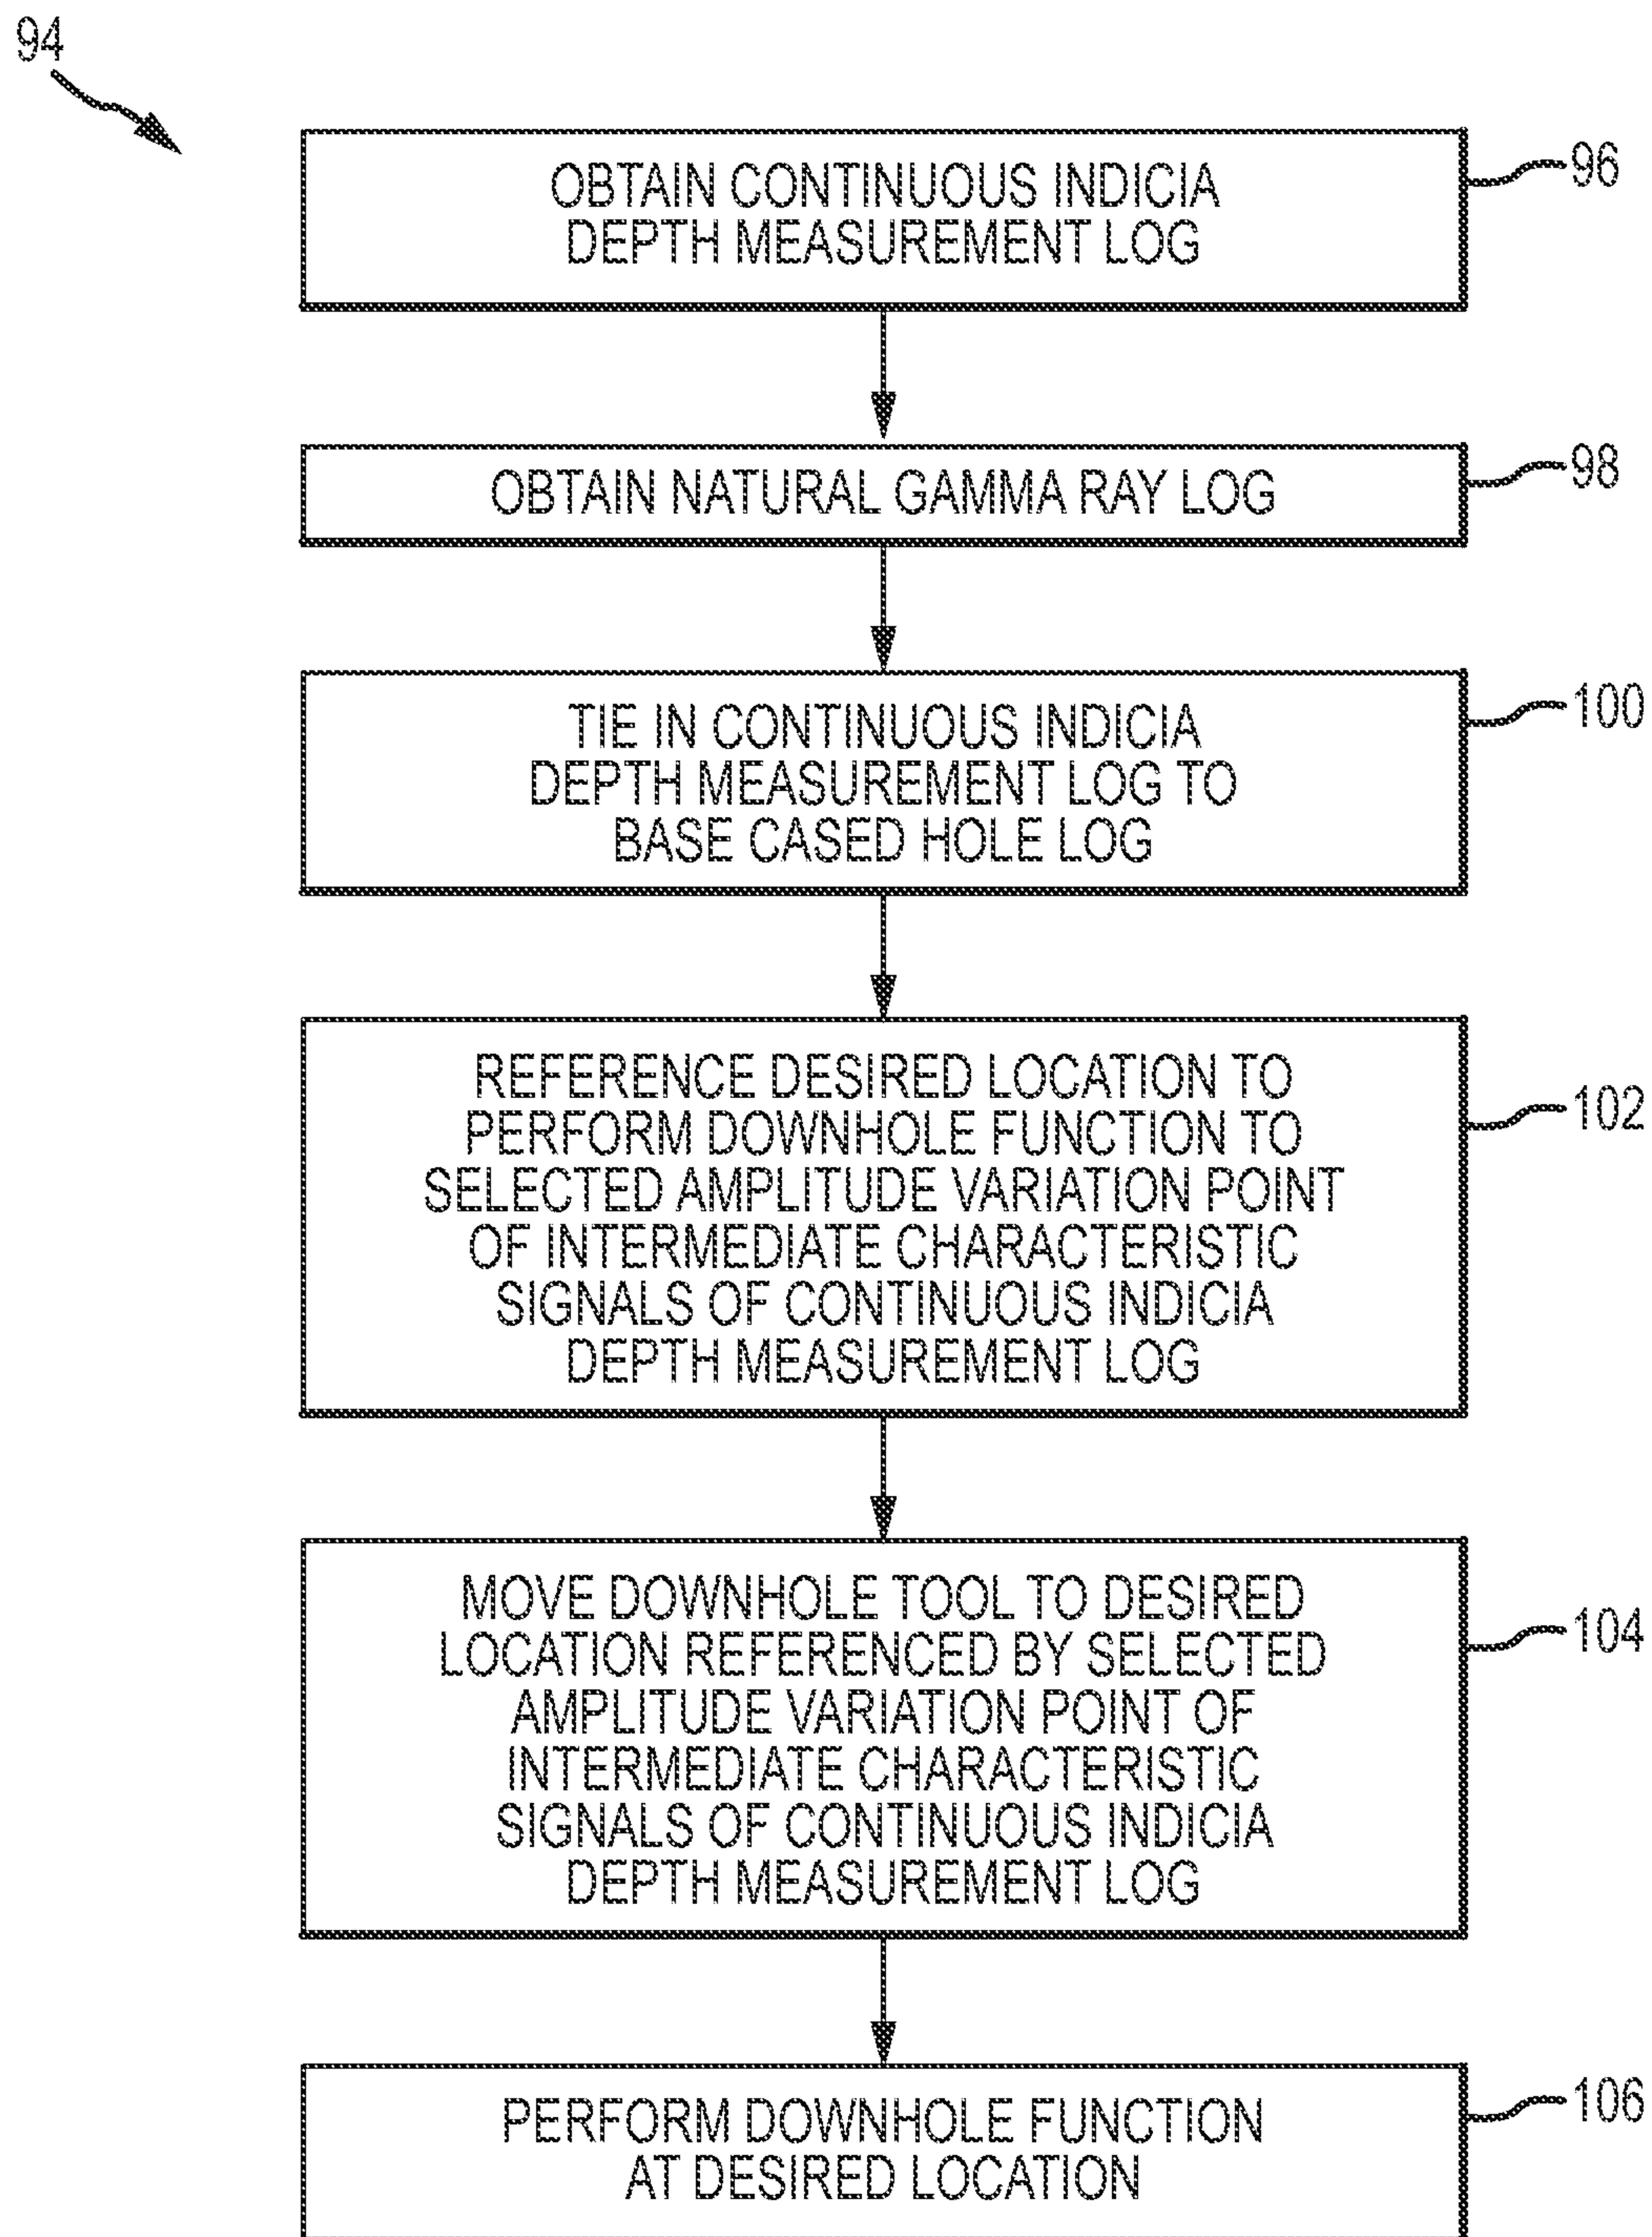 94
OBTAIN CONTINUOUS INDICIA
DEPTH MEASUREMENT LOG
96
OBTAIN NATURAL GAMMA RAY LOG
98
TIE IN CONTINUOUS INDICIA
DEPTH MEASUREMENT LOG TO
BASE CASED HOLE LOG
100
REFERENCE DESIRED LOCATION TO
PERFORM DOWNHOLE FUNCTION TO
SELECTED AMPLITUDE VARIATION POINT
OF INTERMEDIATE CHARACTERISTIC
SIGNALS OF CONTINUOUS INDICIA
DEPTH MEASUREMENT LOG
102
MOVE DOWNHOLE TOOL TO DESIRED
LOCATION REFERENCED BY SELECTED
AMPLITUDE VARIATION POINT OF
INTERMEDIATE CHARACTERISTIC
SIGNALS OF CONTINUOUS INDICIA
DEPTH MEASUREMENT LOG
104
PERFORM DOWNHOLE FUNCTION
AT DESIRED LOCATION
106